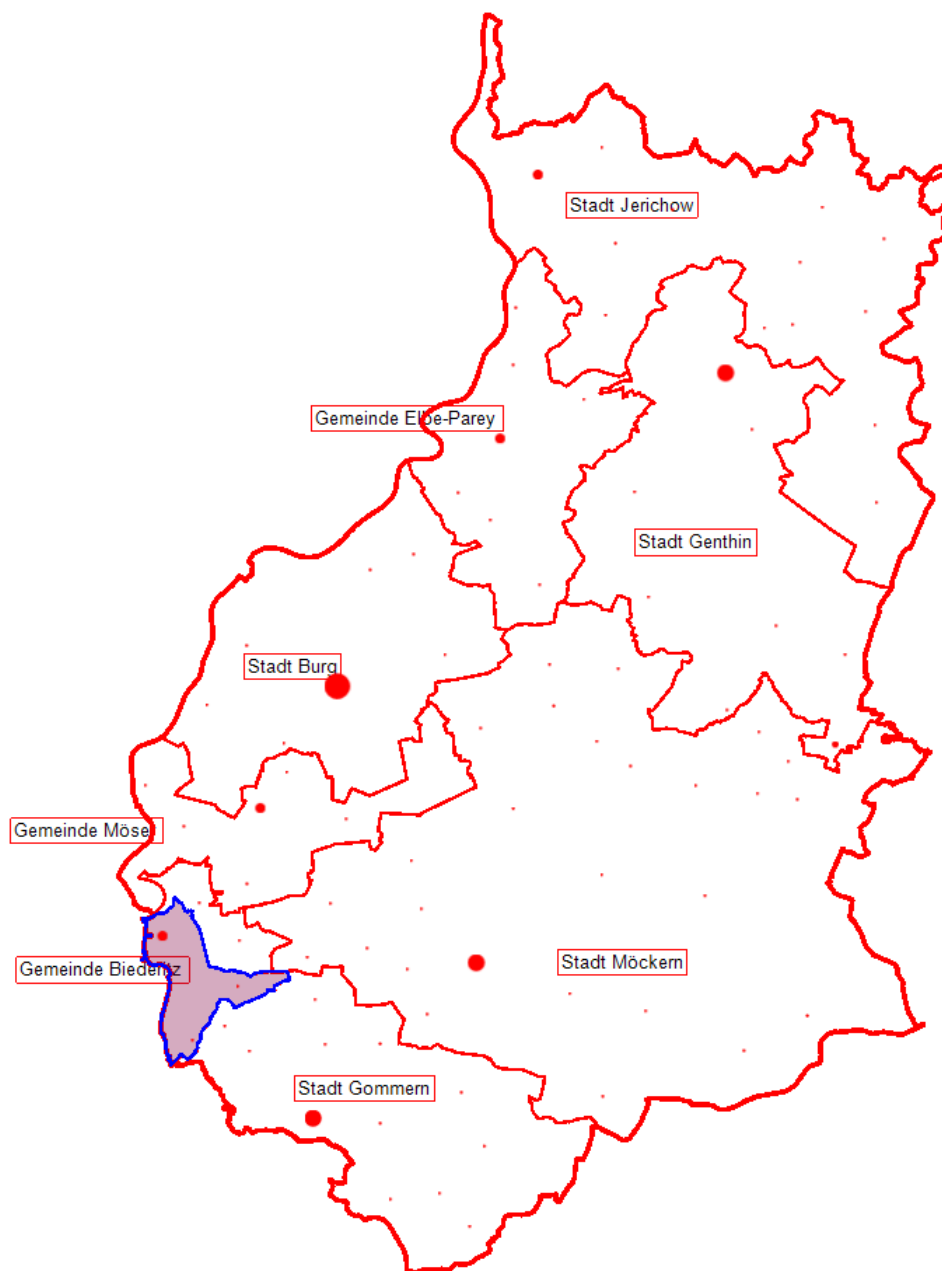 Stadt Jerichow
Gemeinde Elbe-Parey
Stadt Genthin
Stadt Burg
Gemeinde Möser
Stadt Möckern
Gemeinde Biederitz
Stadt Gommern